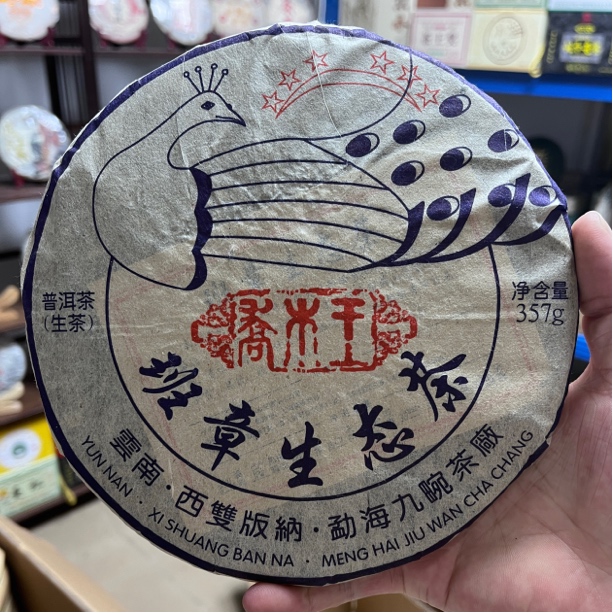 普洱茶
(生茶)
净含量
357g
喬木王
班章生态茶
雲南·西雙版納·勐海九畹茶廠
YUNNAN · XI SHUANG BAN NA · MENG HAI JIU WAN CHA CHANG